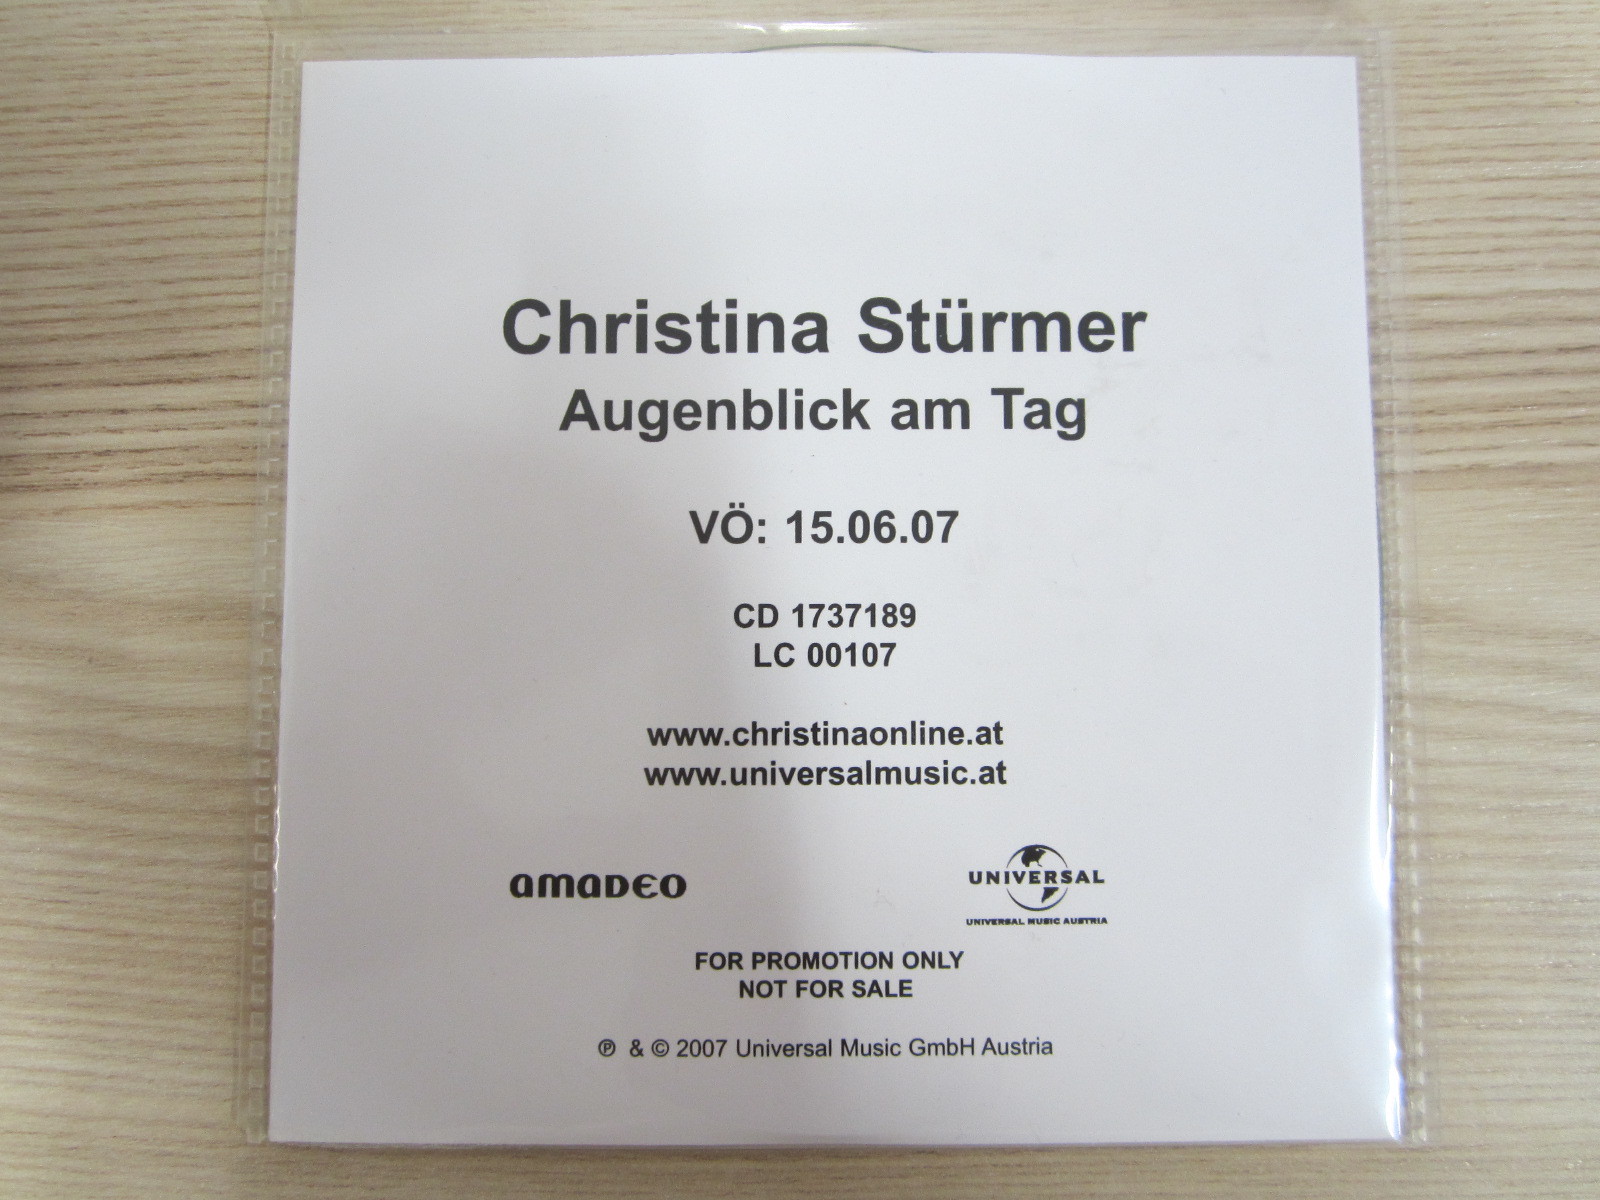 Christina Stürmer
Augenblick am Tag
VÖ: 15.06.07
CD 1737189
LC 00107
www.christinaonline.at
www.universalmusic.at
amadeo
UNIVERSAL
UNIVERSAL MUSIC AUSTRIA
FOR PROMOTION ONLY
NOT FOR SALE
℗ & © 2007 Universal Music GmbH Austria